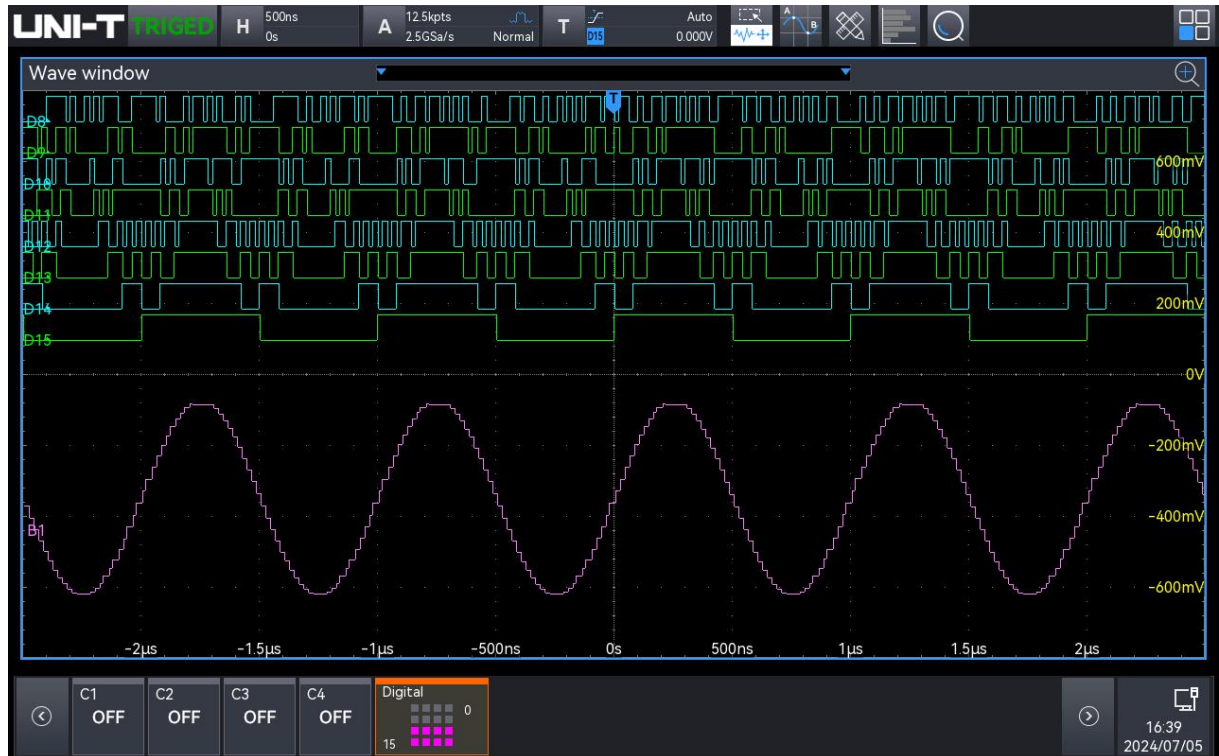 UNI-T TRIGED H 500ns A 12.5kpts T Auto
0s 2.5GSa/s Normal D15 0.000V
A B
Wave window
T
D8
D9
600mV
D10
D11
400mV
D12
D13
200mV
D14
D15
0V
-200mV
-400mV
B1
-600mV
-2µs -1.5µs -1µs -500ns 0s 500ns 1µs 1.5µs 2µs
C1 C2 C3 C4 Digital
OFF OFF OFF OFF 0
15
16:39
2024/07/05